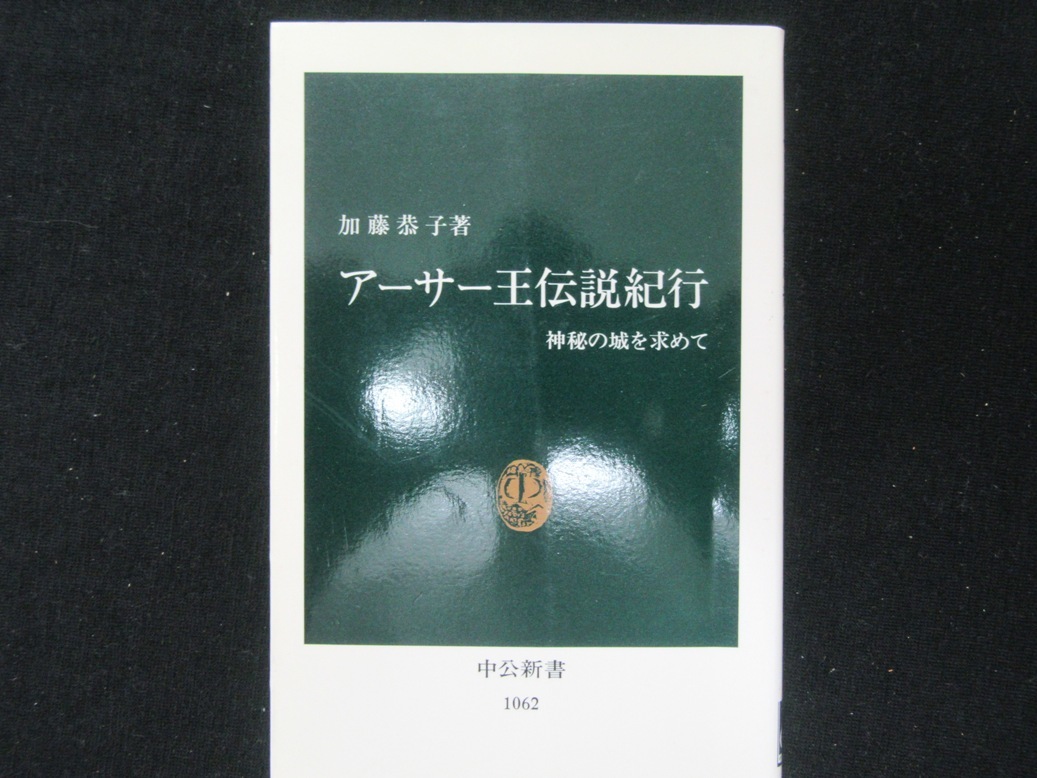 加藤恭子著
アーサー王伝説紀行
神秘の城を求めて
中公新書
1062